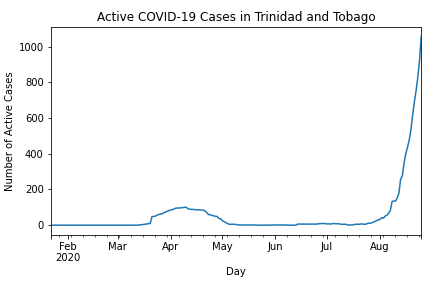 Active COVID-19 Cases in Trinidad and Tobago
Number of Active Cases
1000
800
600
400
200
0
Feb Mar Apr May Jun Jul Aug
2020
Day